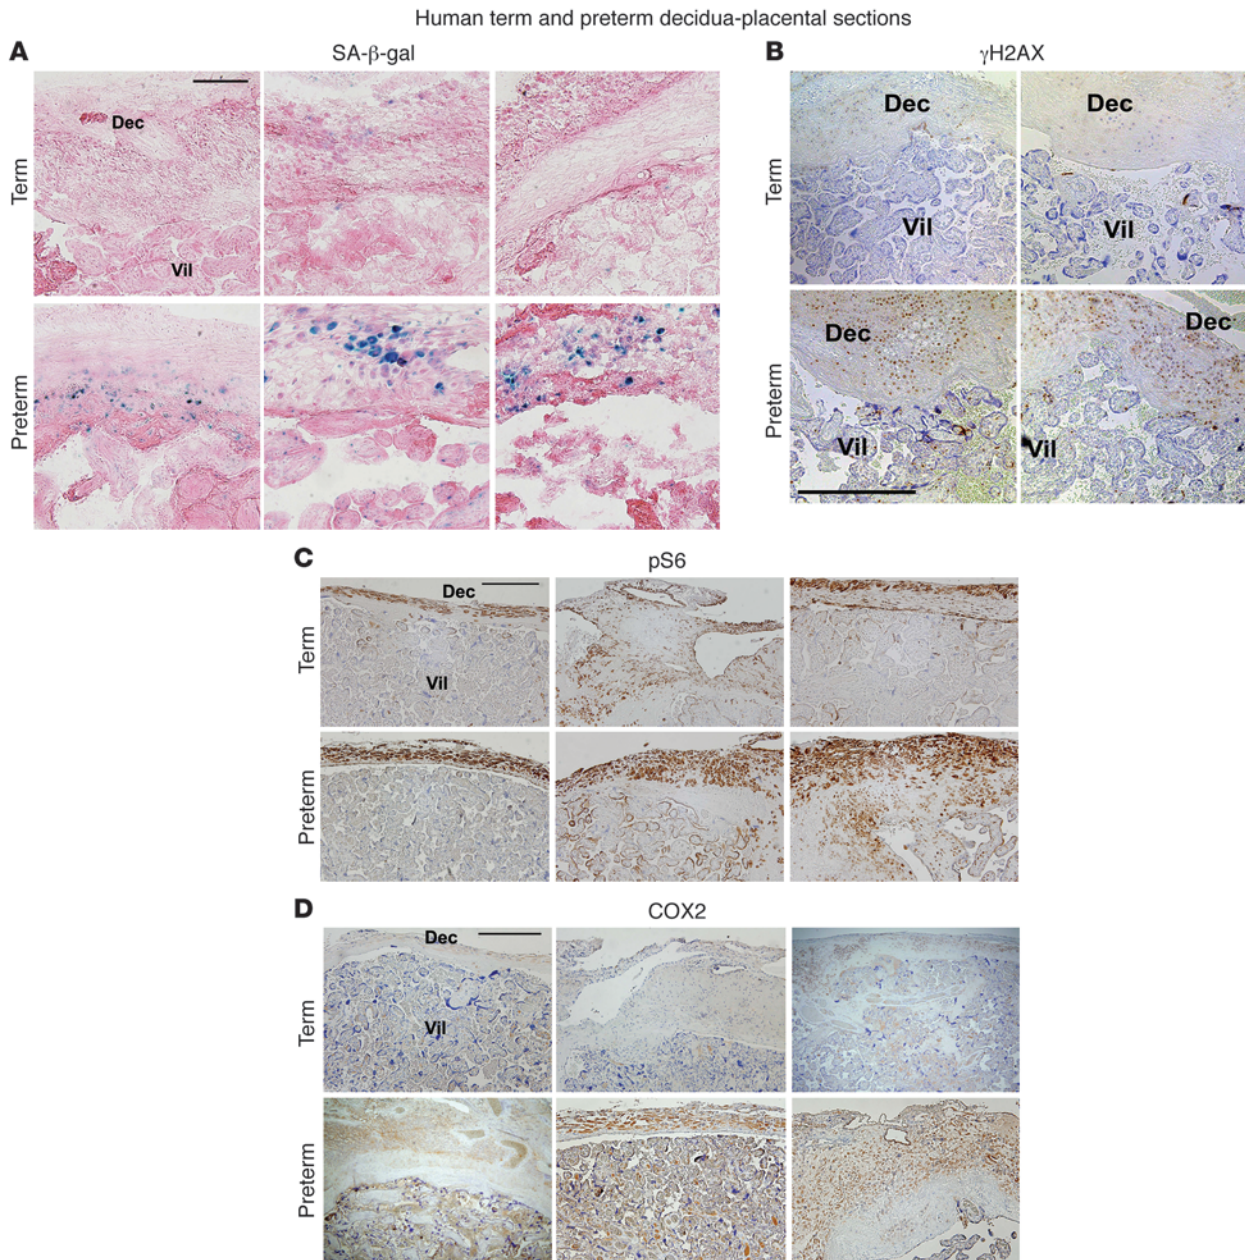 Human term and preterm decidua-placental sections
A
SA-β-gal
Term
Dec
Vil
Preterm
B
γH2AX
Term
Dec
Vil
Dec
Vil
Preterm
Dec
Vil
Dec
Vil
C
pS6
Term
Dec
Vil
Preterm
D
COX2
Term
Dec
Vil
Preterm